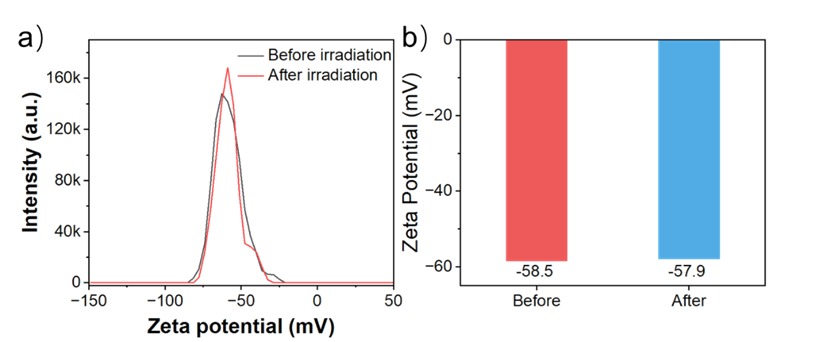 a)
Before irradiation
After irradiation
160k
120k
80k
40k
0
Intensity (a.u.)
−150
−100
−50
0
50
Zeta potential (mV)
b)
0
−20
−40
−60
Zeta Potential (mV)
-58.5
-57.9
Before
After